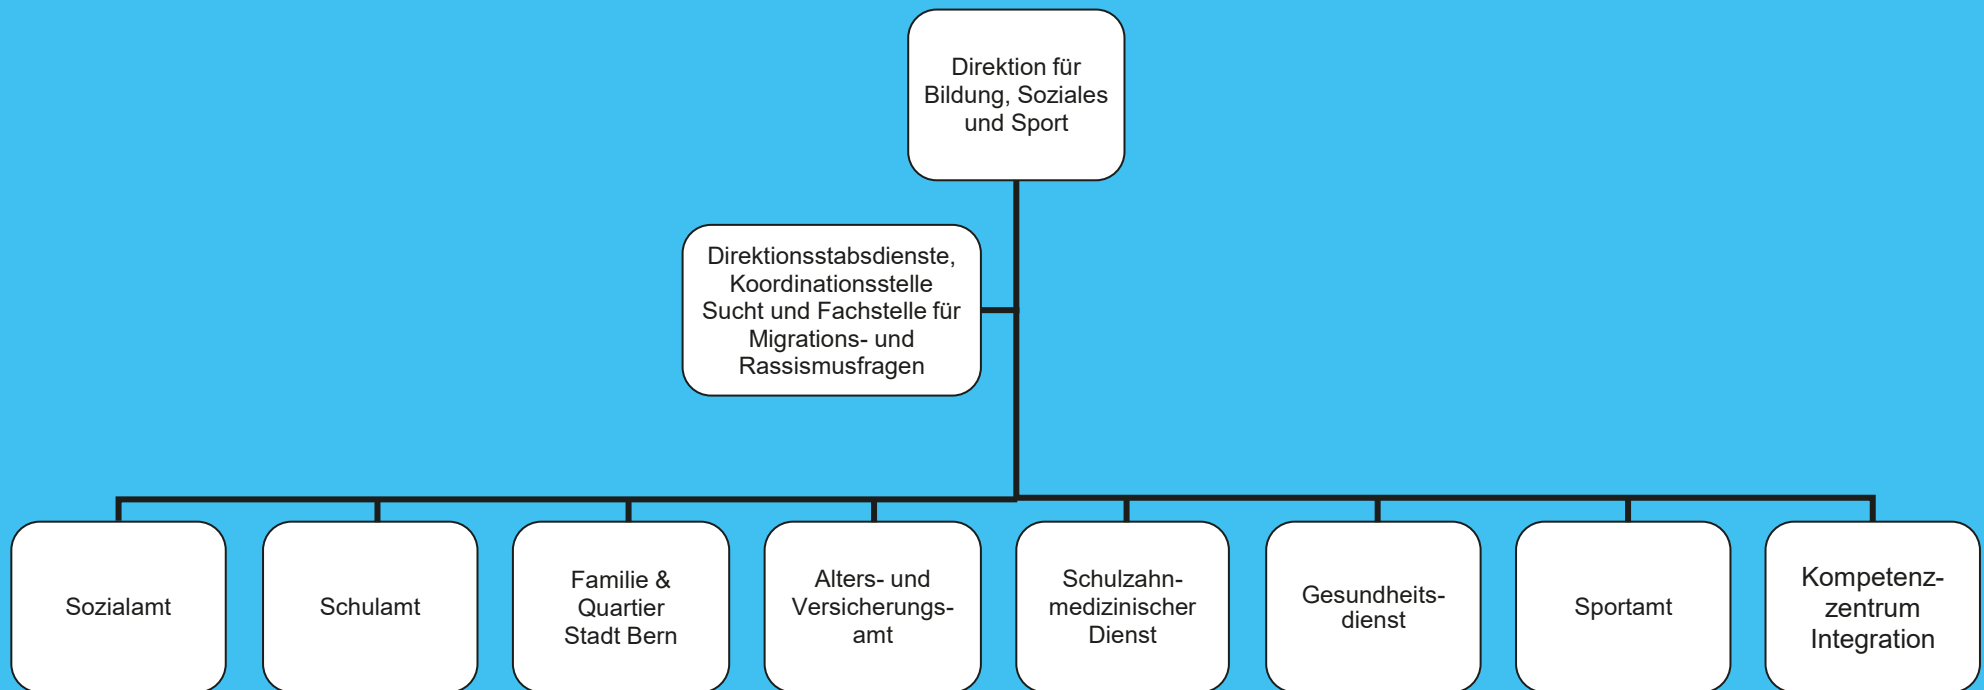 Direktion für
Bildung, Soziales
und Sport
Direktionsstabsdienste,
Koordinationsstelle
Sucht und Fachstelle für
Migrations- und
Rassismusfragen
Sozialamt
Schulamt
Familie &
Quartier
Stadt Bern
Alters- und
Versicherungs-
amt
Schulzahn-
medizinischer
Dienst
Gesundheits-
dienst
Sportamt
Kompetenz-
zentrum
Integration